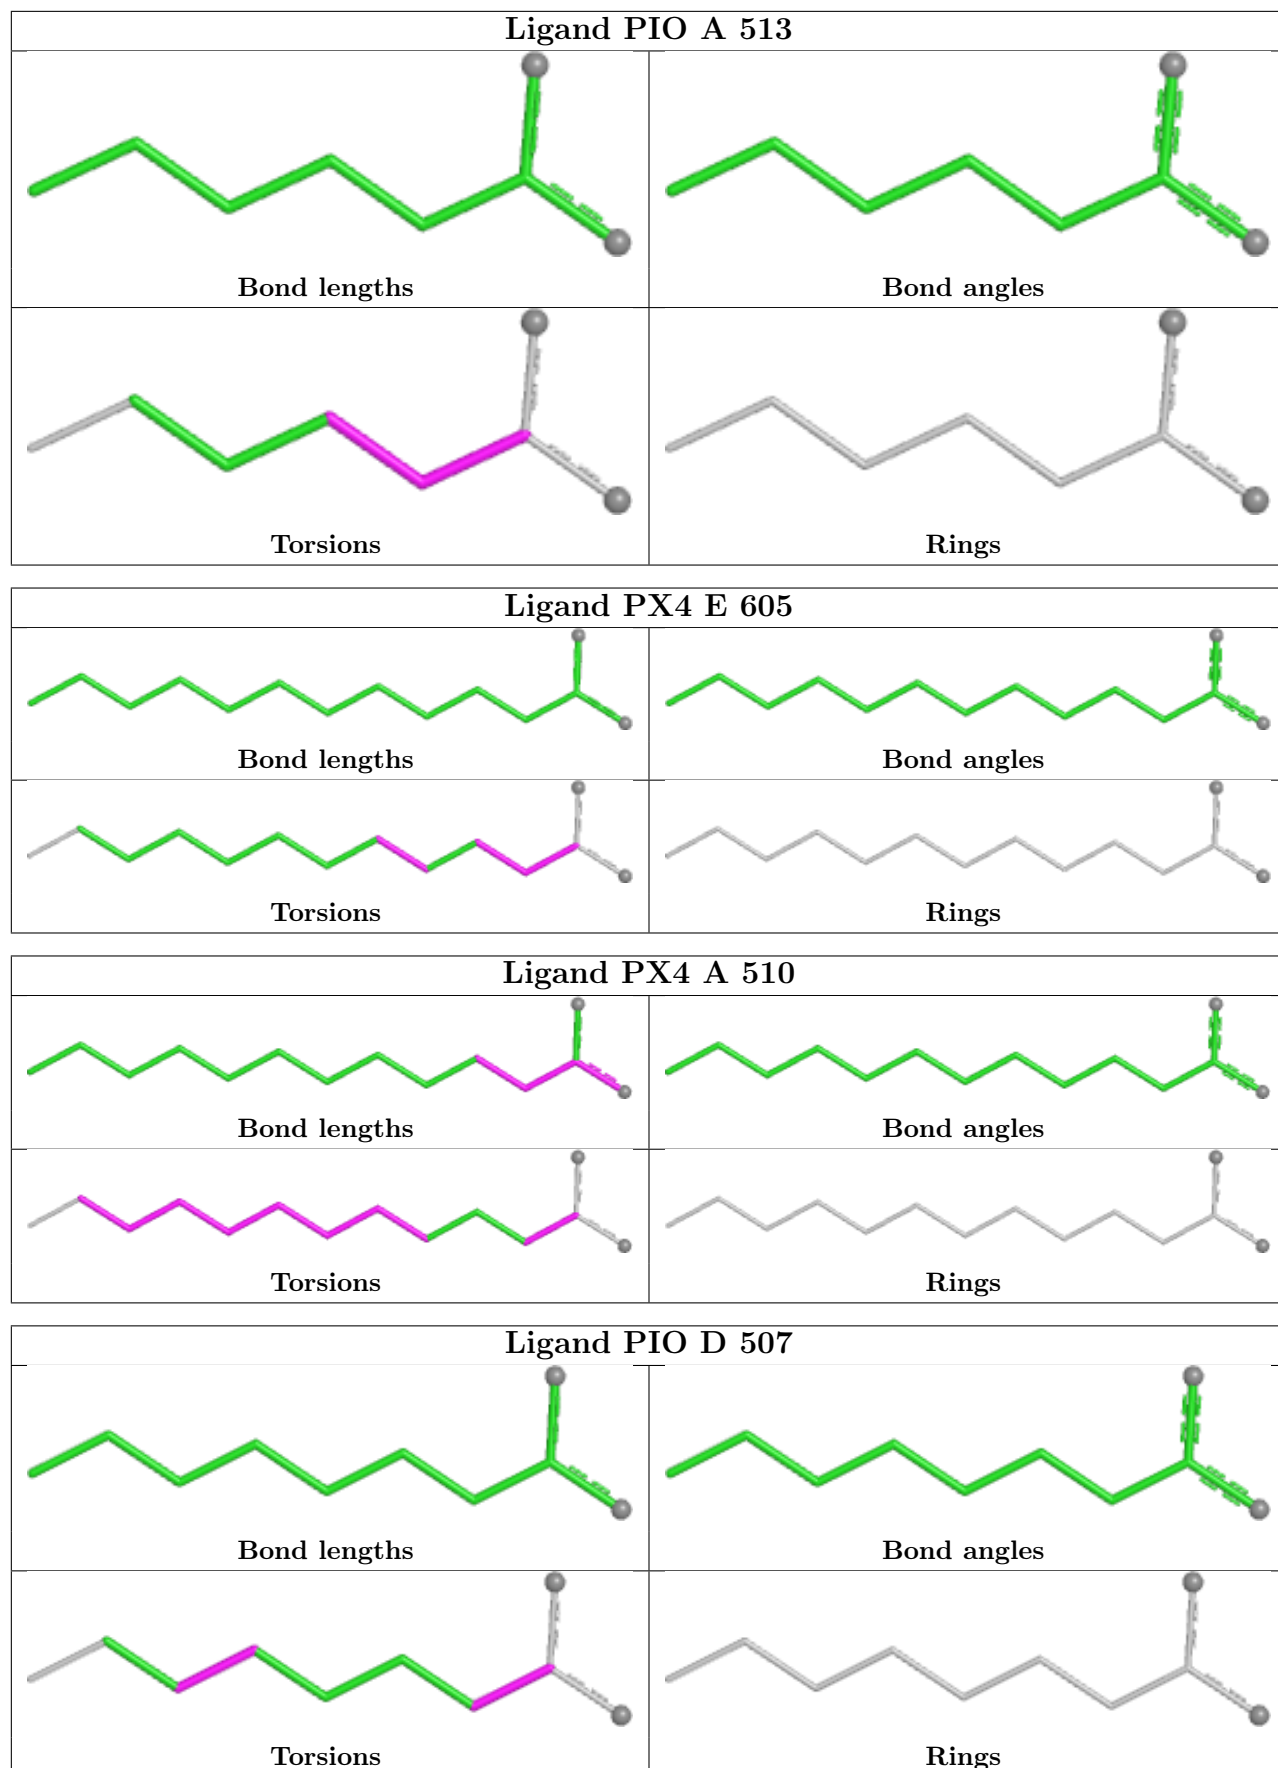 Ligand PIO A 513
Bond lengths
Bond angles
Torsions
Rings
Ligand PX4 E 605
Bond lengths
Bond angles
Torsions
Rings
Ligand PX4 A 510
Bond lengths
Bond angles
Torsions
Rings
Ligand PIO D 507
Bond lengths
Bond angles
Torsions
Rings